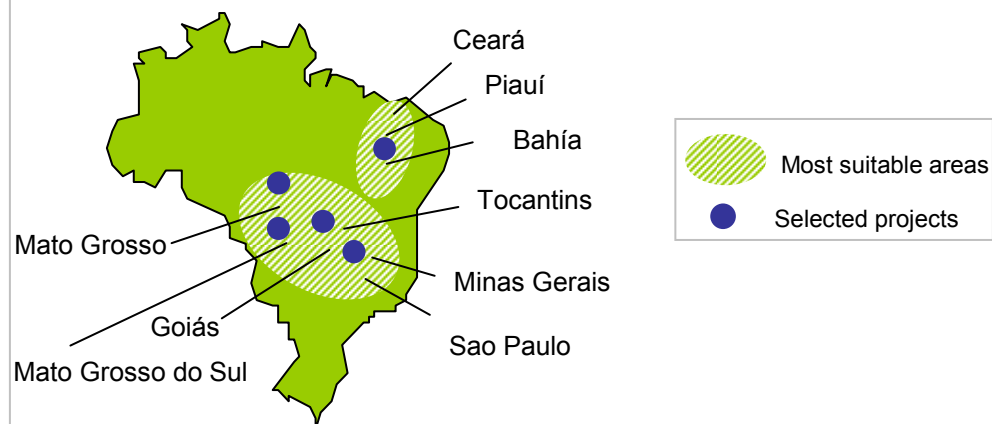 Ceará
Piauí
Bahía
Tocantins
Mato Grosso
Minas Gerais
Goiás
Sao Paulo
Mato Grosso do Sul
Most suitable areas
Selected projects